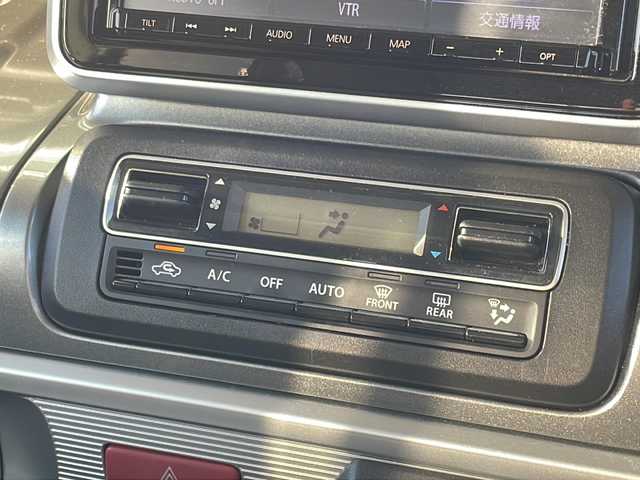 VTR
交通情報
TILT AUDIO MENU MAP − + OPT
A/C OFF AUTO FRONT REAR